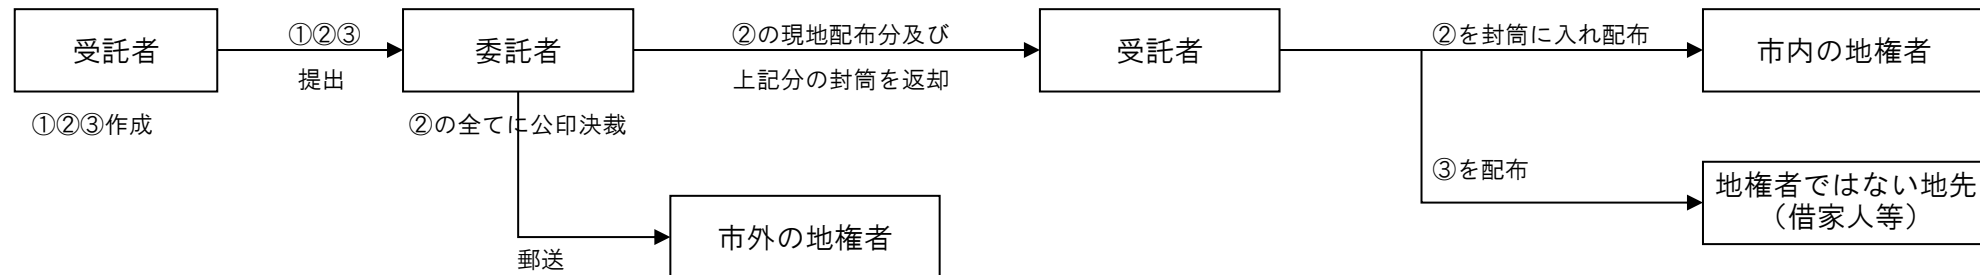 受託者
①②③
提出
委託者
②の現地配布分及び
上記分の封筒を返却
受託者
②を封筒に入れ配布
市内の地権者
①②③作成
②の全てに公印決裁
③を配布
地権者ではない地先
（借家人等）
市外の地権者
郵送